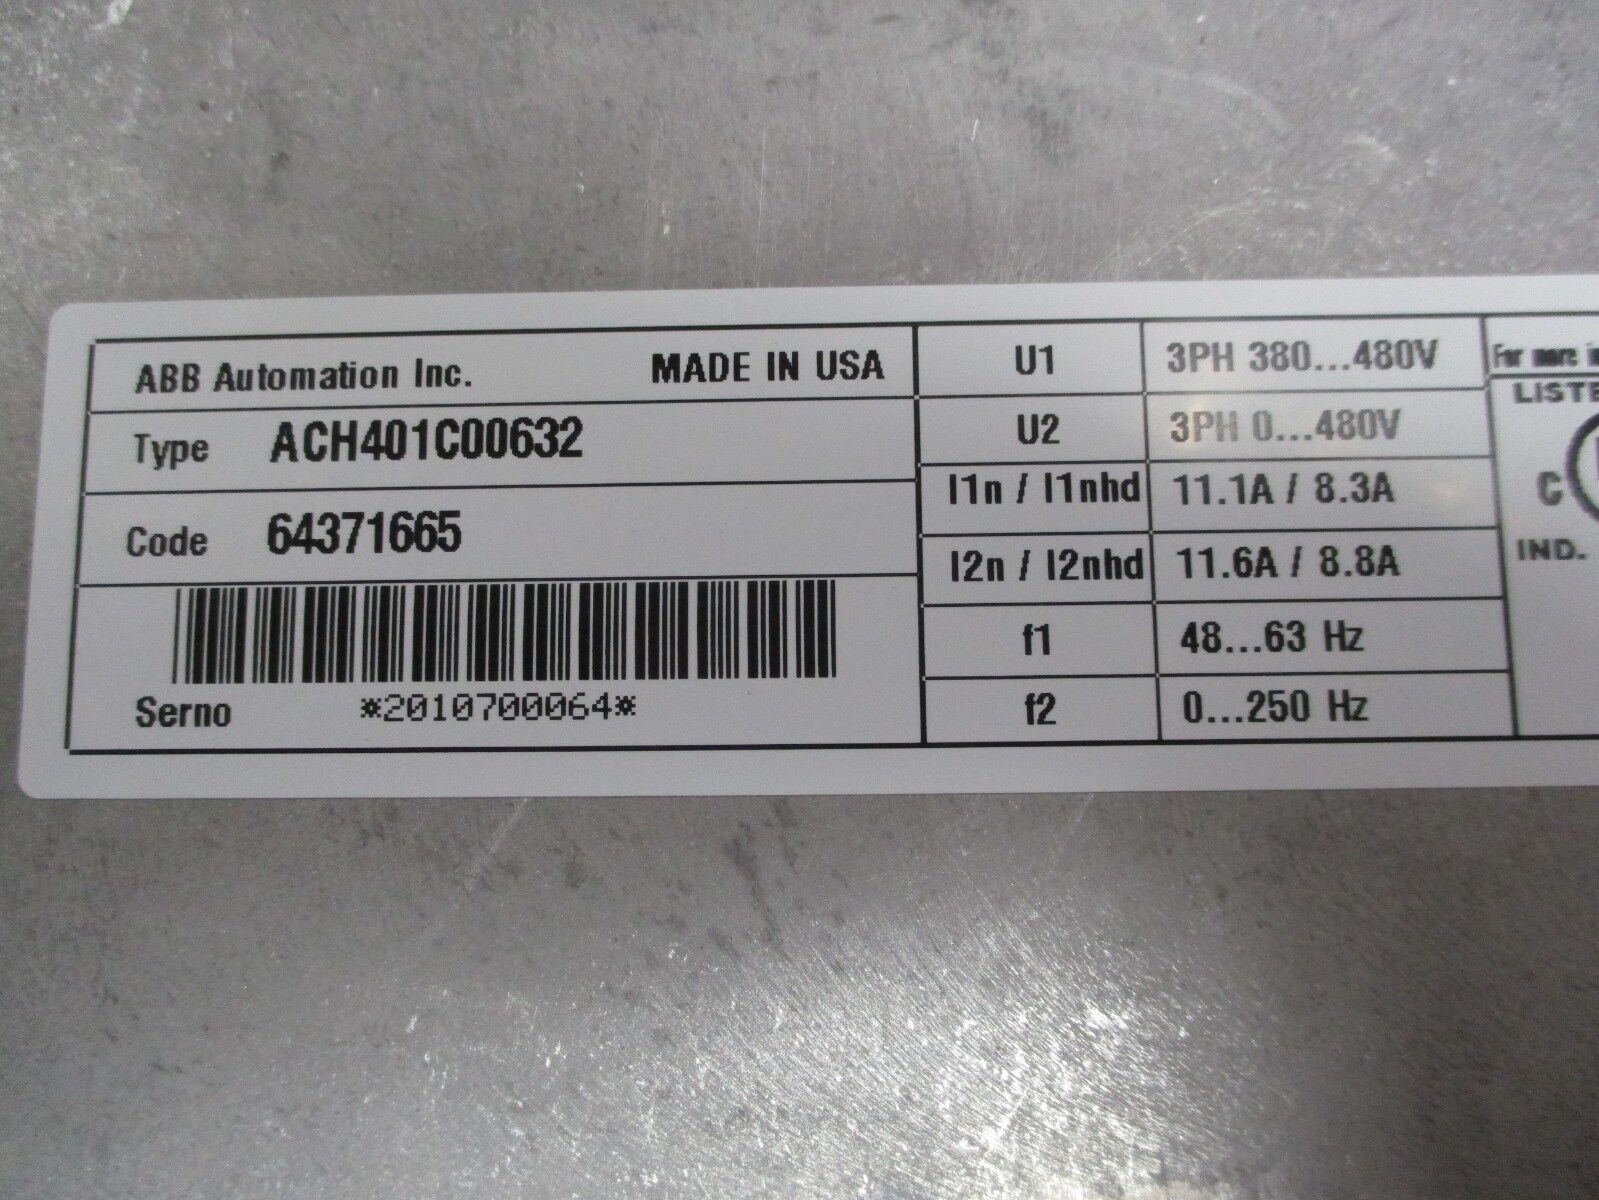 ABB Automation Inc. MADE IN USA
Type ACH401C00632
Code 64371665
Serno *2010700064*
U1 3PH 380...480V
U2 3PH 0...480V
I1n / I1nhd 11.1A / 8.3A
I2n / I2nhd 11.6A / 8.8A
f1 48...63 Hz
f2 0...250 Hz
For more
C
IND.